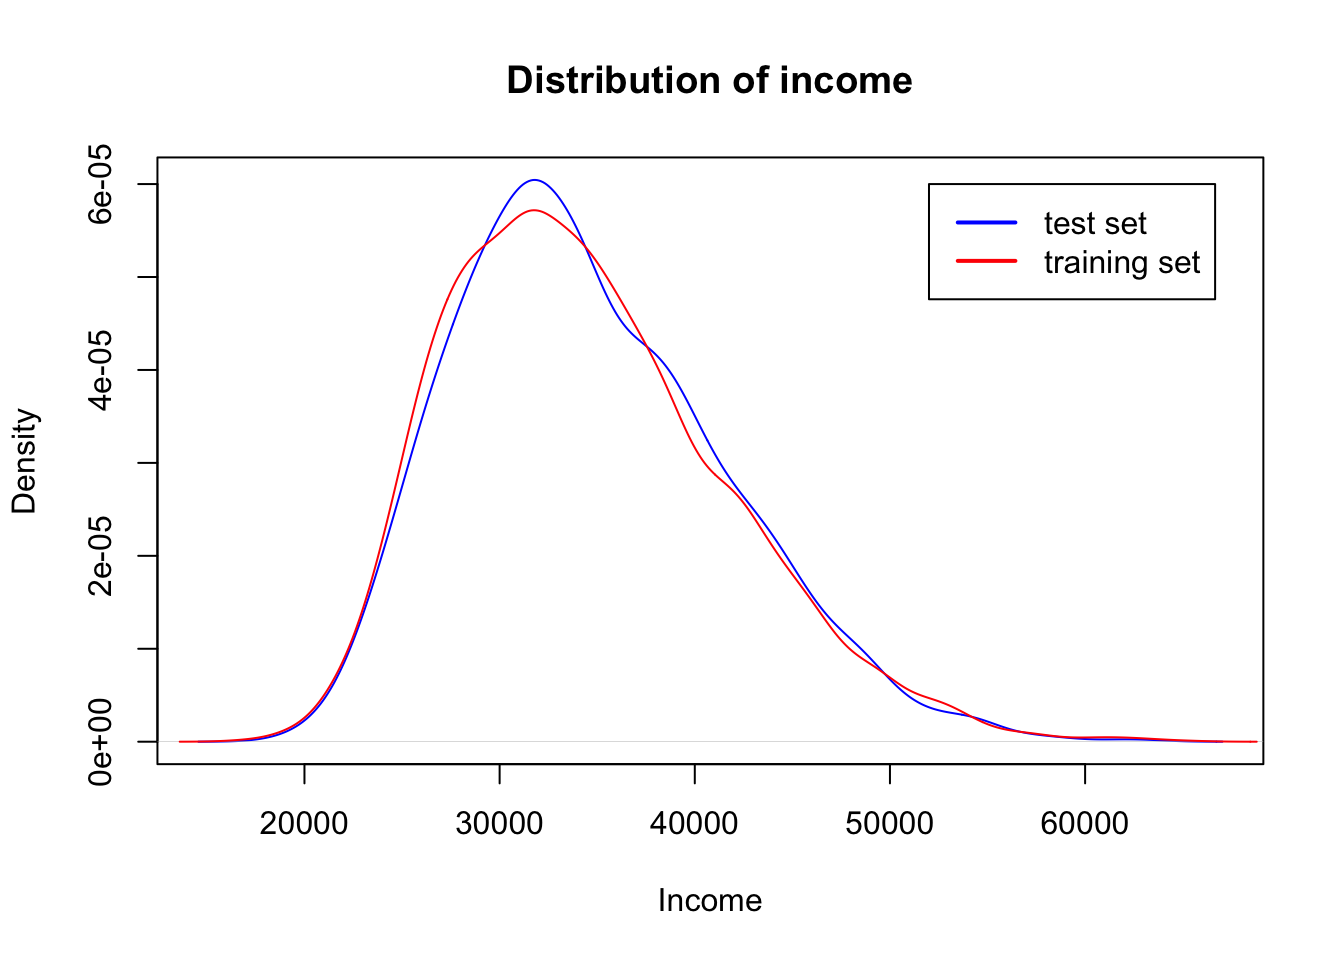 Distribution of income
test set
training set
Density
0e+00
2e-05
4e-05
6e-05
20000
30000
40000
50000
60000
Income